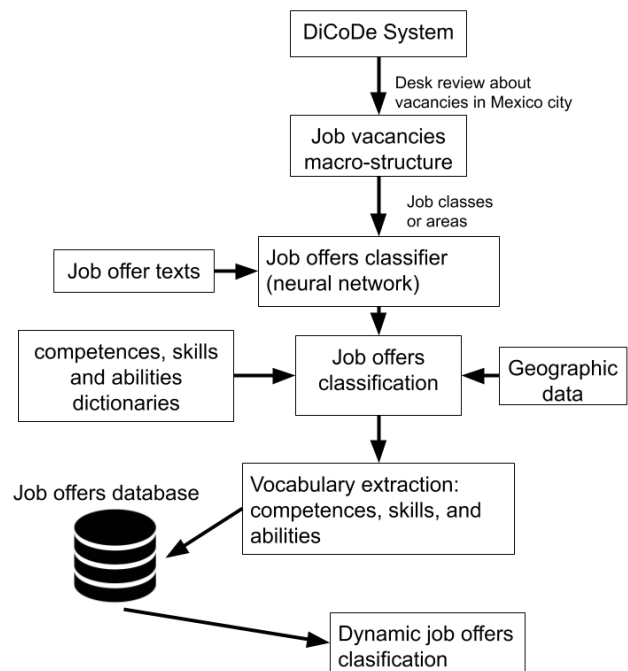 DiCoDe System
Desk review about
vacancies in Mexico city
Job vacancies
macro-structure
Job classes
or areas
Job offer texts
Job offers classifier
(neural network)
competences, skills
and abilities
dictionaries
Job offers
classification
Geographic
data
Job offers database
Vocabulary extraction:
competences, skills, and
abilities
Dynamic job offers
clasification